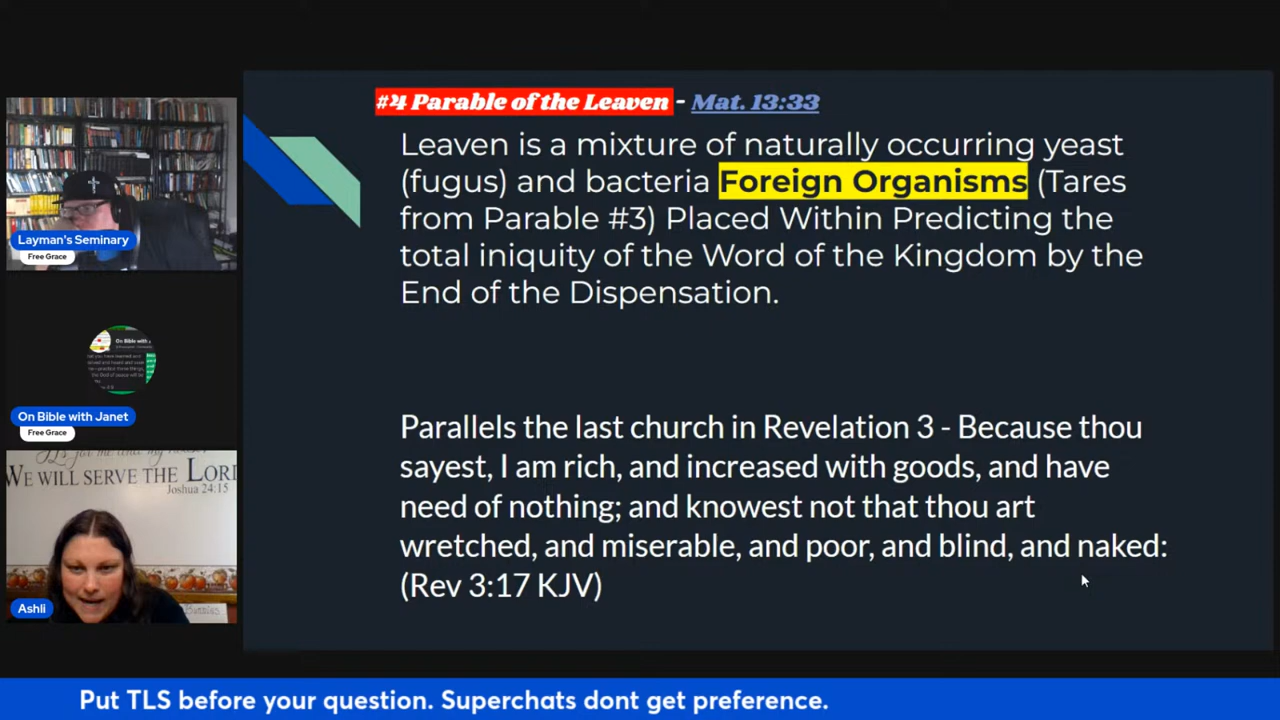 #4 Parable of the Leaven - Mat. 13:33
Leaven is a mixture of naturally occurring yeast
(fugus) and bacteria Foreign Organisms (Tares
from Parable #3) Placed Within Predicting the
total iniquity of the Word of the Kingdom by the
End of the Dispensation.
Parallels the last church in Revelation 3 - Because thou
sayest, I am rich, and increased with goods, and have
need of nothing; and knowest not that thou art
wretched, and miserable, and poor, and blind, and naked:
(Rev 3:17 KJV)
Layman's Seminary
Free Grace
On Bible with
On Bible with Janet
Free Grace
WE WILL SERVE THE LORD
Joshua 24:15
Ashli
Put TLS before your question. Superchats dont get preference.